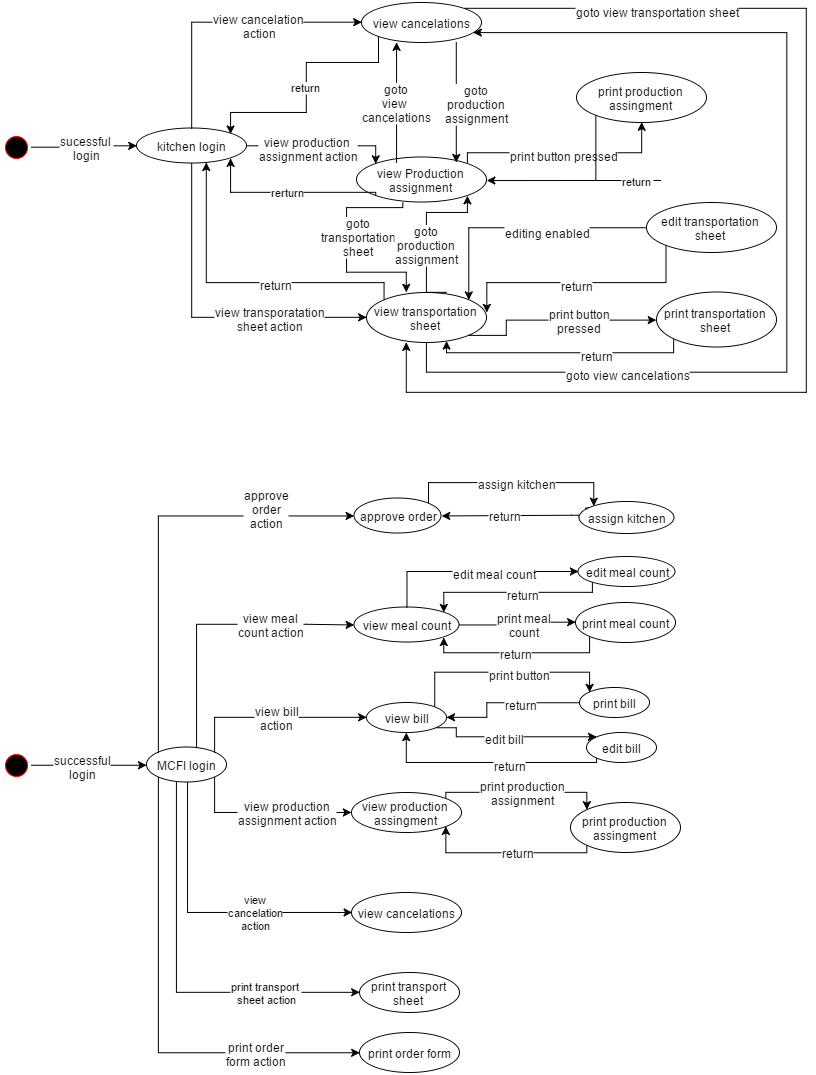 view cancelation
action
view cancelations
goto view transportation sheet
return
goto
view
cancelations
goto
production
assignment
print production
assingment
sucessful
login
kitchen login
view production
assignment action
print button pressed
view Production
assignment
return
rerturn
goto
transportation
sheet
goto
production
assignment
editing enabled
edit transportation
sheet
return
return
view transporatation
sheet action
view transportation
sheet
print button
pressed
print transportation
sheet
return
goto view cancelations
approve
order
action
approve order
assign kitchen
return
assign kitchen
edit meal count
edit meal count
return
view meal
count action
view meal count
print meal
count
print meal count
return
print button
view bill
action
view bill
return
print bill
edit bill
edit bill
return
successful
login
MCFI login
view production
assignment action
view production
assingment
print production
assignment
print production
assingment
return
view
cancelation
action
view cancelations
print transport
sheet action
print transport
sheet
print order
form action
print order form